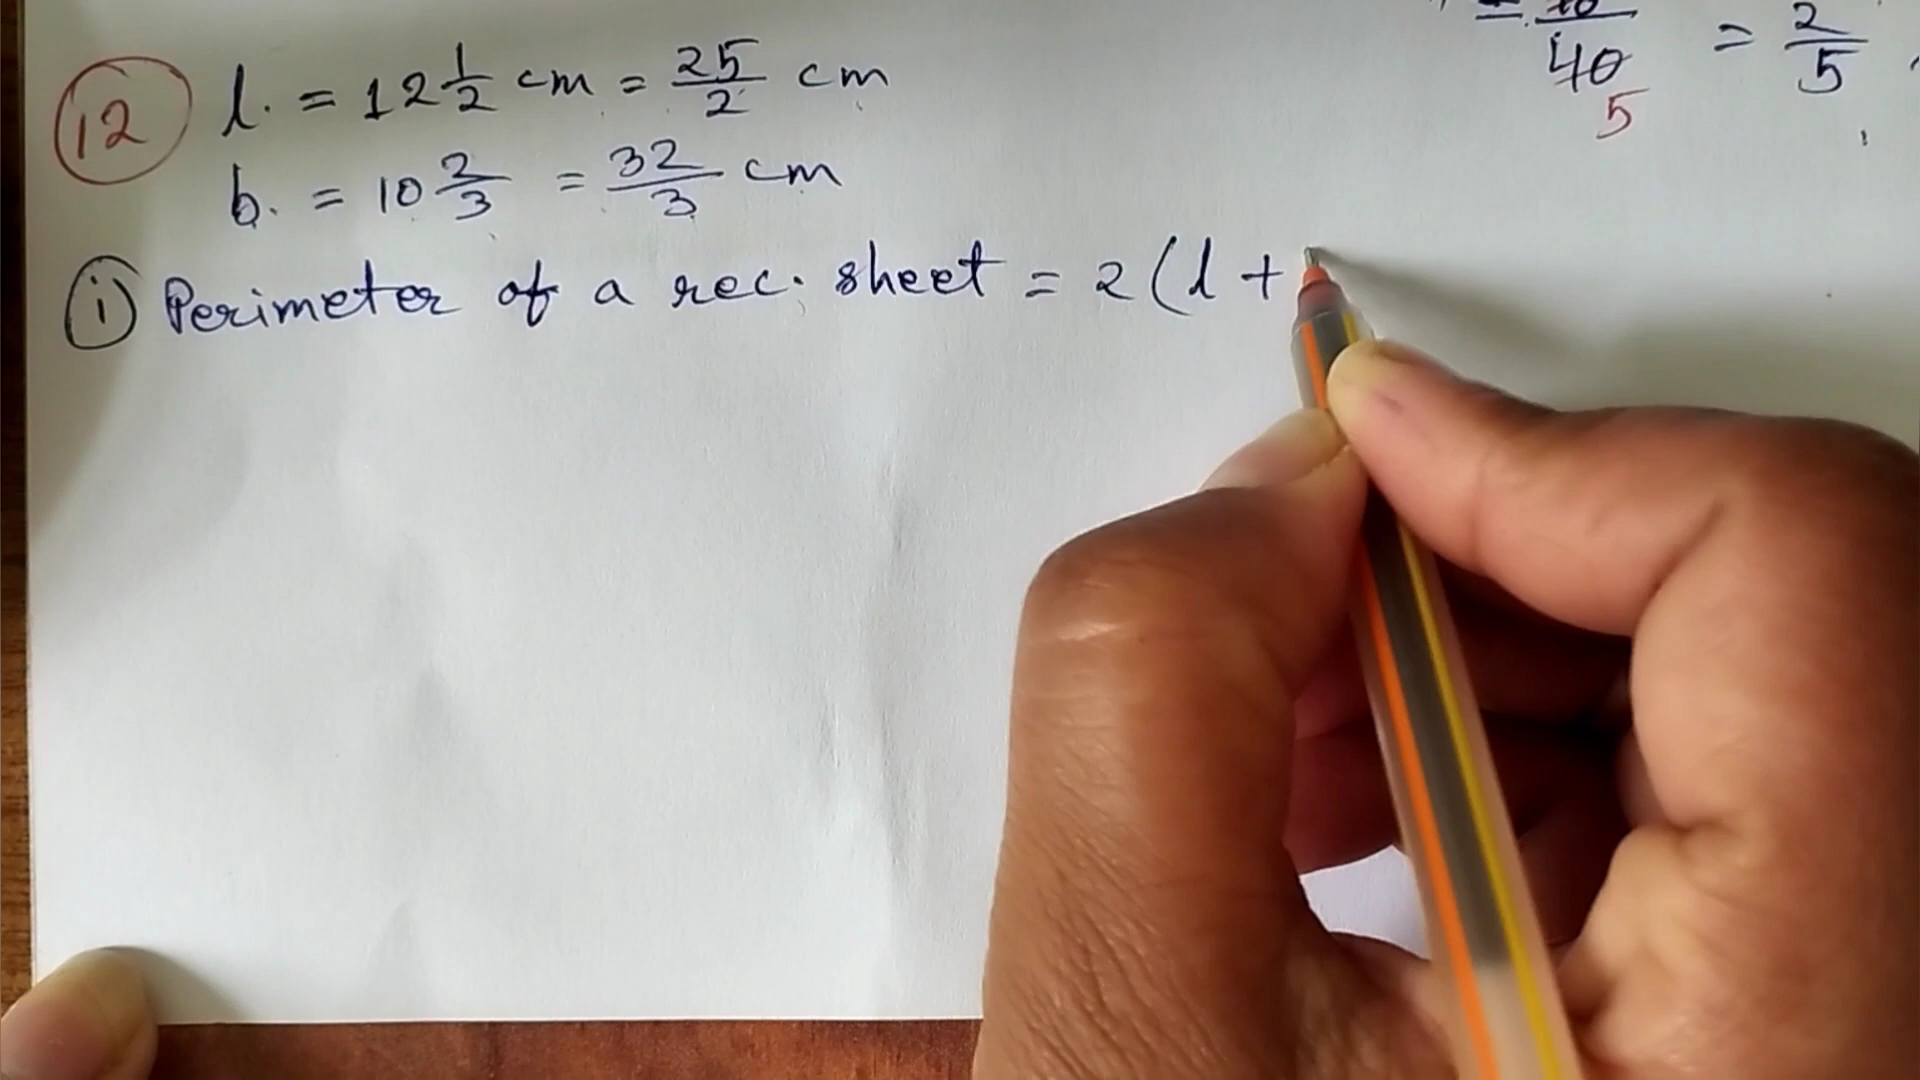 12 l. = 12 1/2 cm = 25/2 cm
b. = 10 2/3 = 32/3 cm
i Perimeter of a rec. sheet = 2 (l +
= /40 = 2/5
5